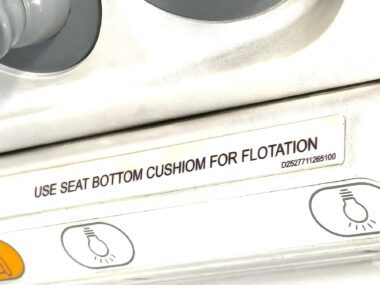 USE SEAT BOTTOM CUSHIOM FOR FLOTATION
D2527711265100